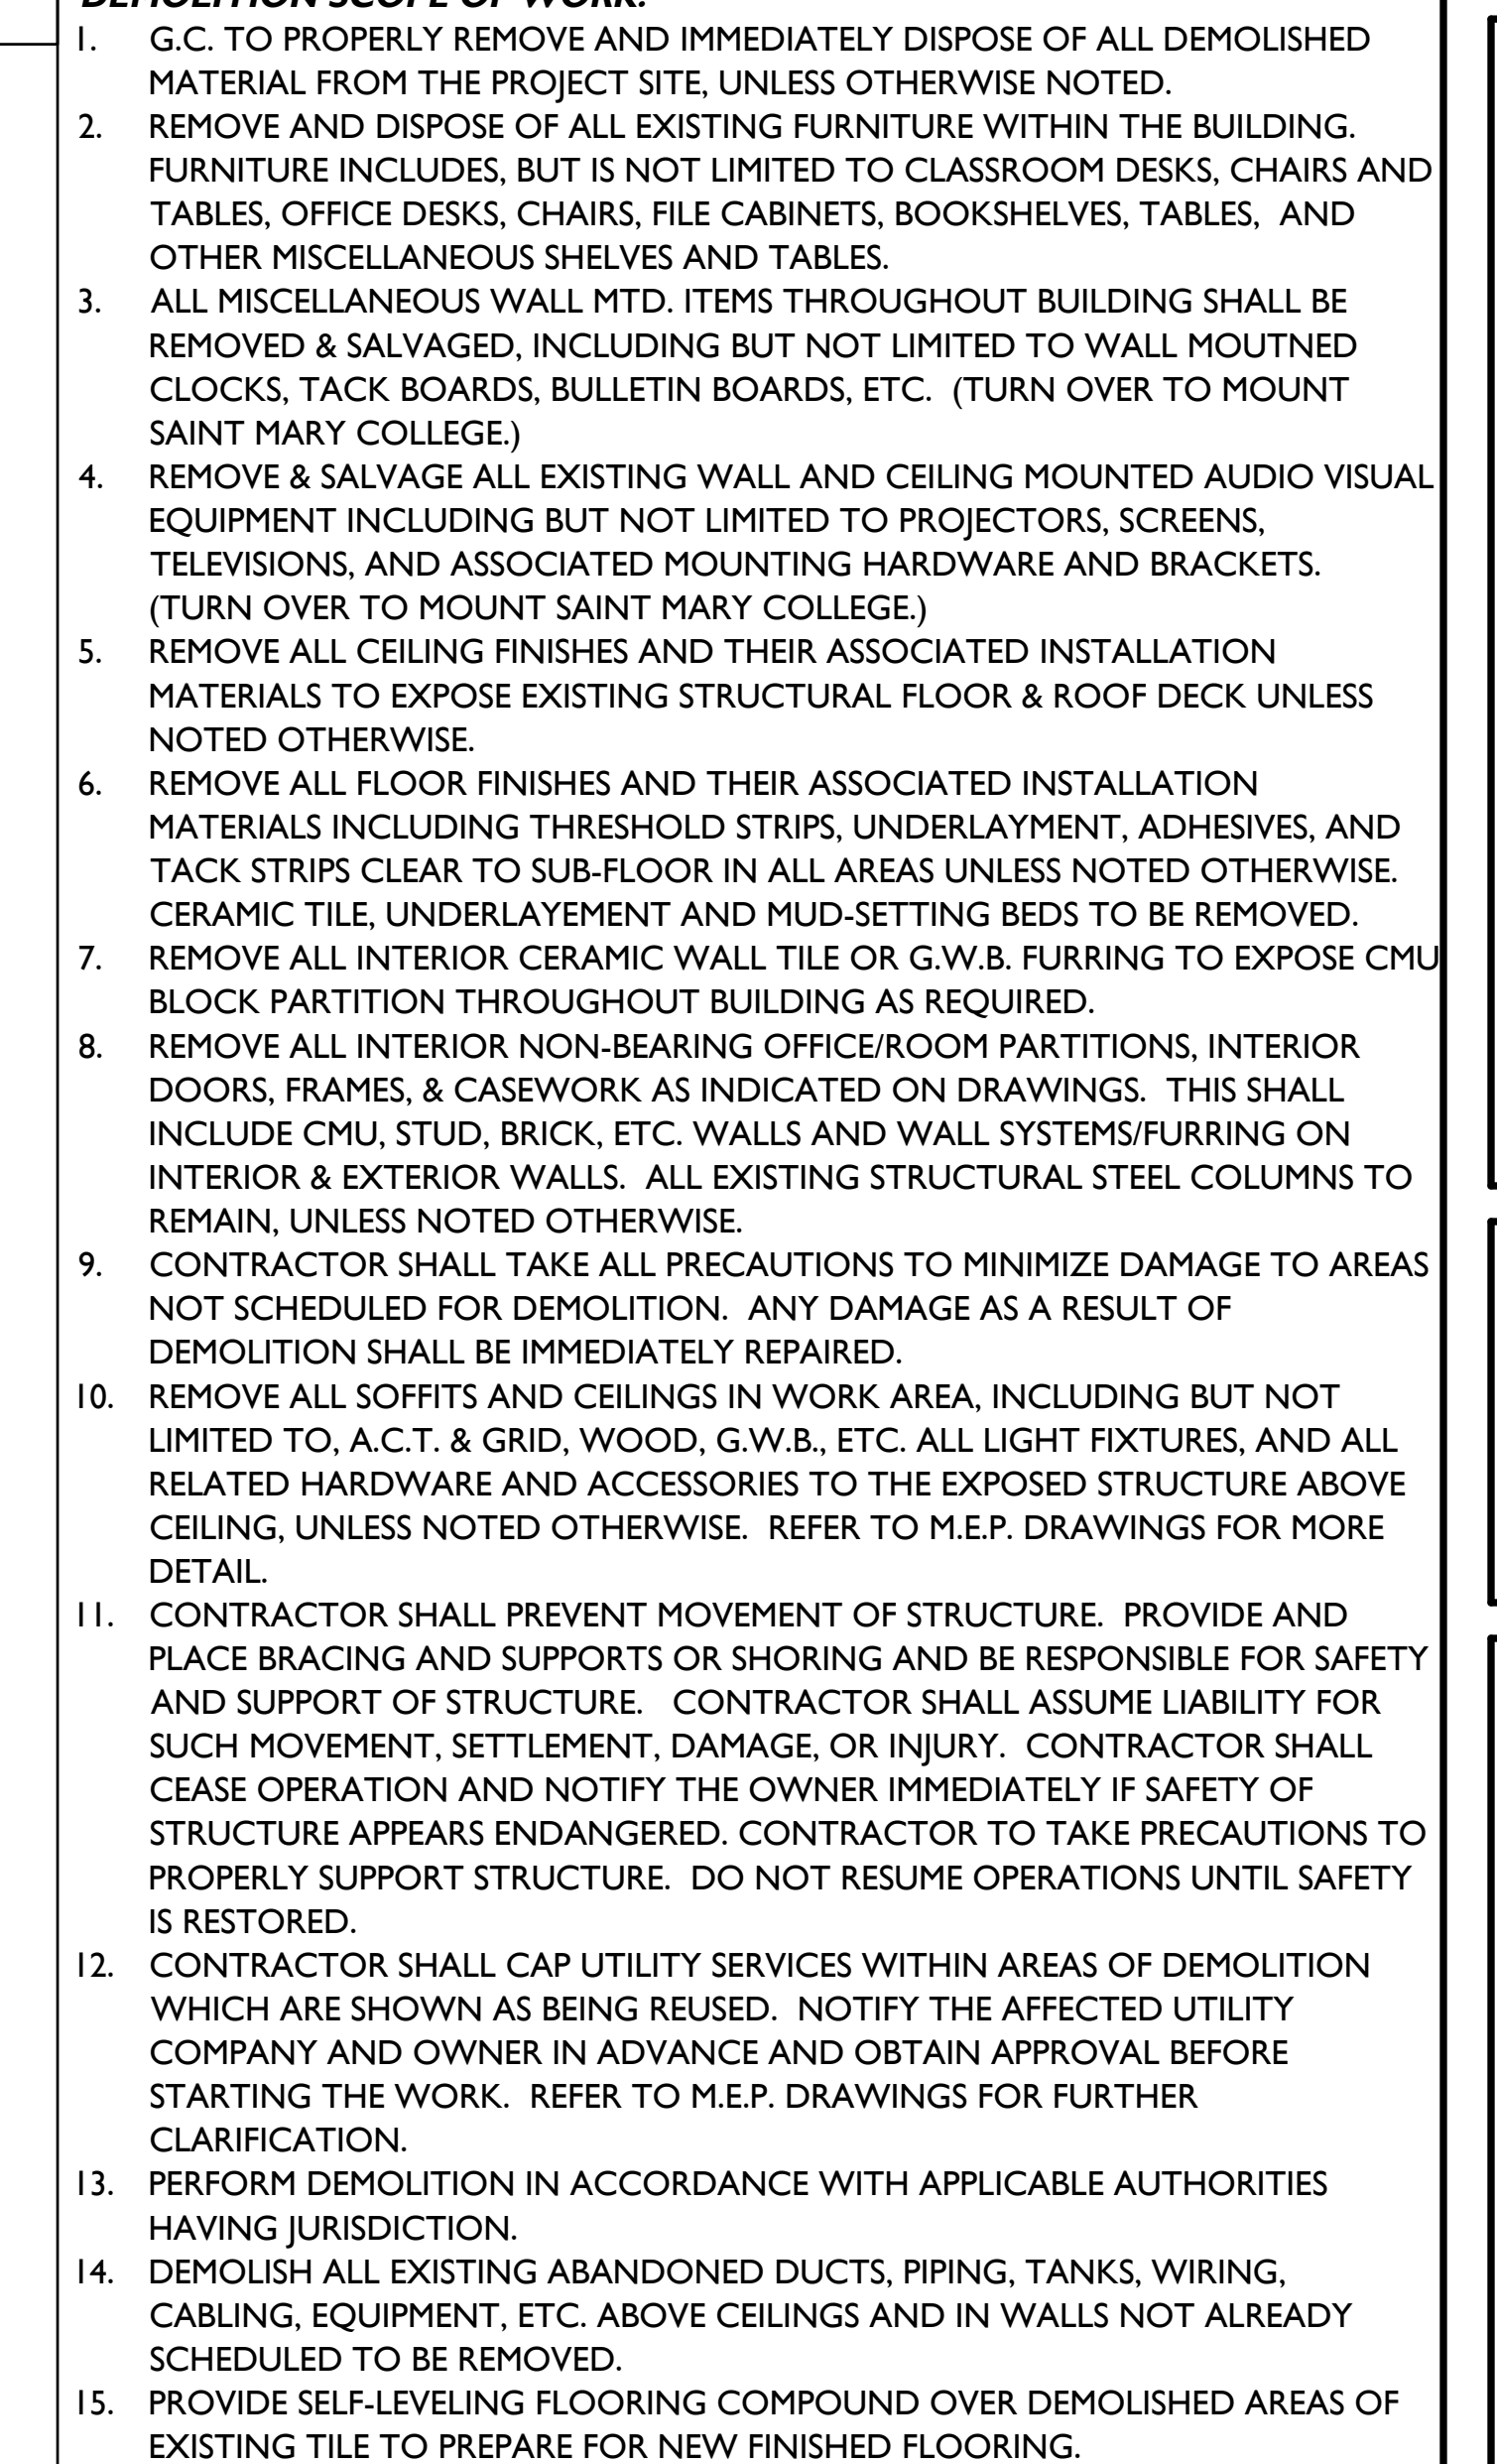 DEMOLITION SCOPE OF WORK:
1. G.C. TO PROPERLY REMOVE AND IMMEDIATELY DISPOSE OF ALL DEMOLISHED
MATERIAL FROM THE PROJECT SITE, UNLESS OTHERWISE NOTED.
2. REMOVE AND DISPOSE OF ALL EXISTING FURNITURE WITHIN THE BUILDING.
FURNITURE INCLUDES, BUT IS NOT LIMITED TO CLASSROOM DESKS, CHAIRS AND
TABLES, OFFICE DESKS, CHAIRS, FILE CABINETS, BOOKSHELVES, TABLES, AND
OTHER MISCELLANEOUS SHELVES AND TABLES.
3. ALL MISCELLANEOUS WALL MTD. ITEMS THROUGHOUT BUILDING SHALL BE
REMOVED & SALVAGED, INCLUDING BUT NOT LIMITED TO WALL MOUTNED
CLOCKS, TACK BOARDS, BULLETIN BOARDS, ETC. (TURN OVER TO MOUNT
SAINT MARY COLLEGE.)
4. REMOVE & SALVAGE ALL EXISTING WALL AND CEILING MOUNTED AUDIO VISUAL
EQUIPMENT INCLUDING BUT NOT LIMITED TO PROJECTORS, SCREENS,
TELEVISIONS, AND ASSOCIATED MOUNTING HARDWARE AND BRACKETS.
(TURN OVER TO MOUNT SAINT MARY COLLEGE.)
5. REMOVE ALL CEILING FINISHES AND THEIR ASSOCIATED INSTALLATION
MATERIALS TO EXPOSE EXISTING STRUCTURAL FLOOR & ROOF DECK UNLESS
NOTED OTHERWISE.
6. REMOVE ALL FLOOR FINISHES AND THEIR ASSOCIATED INSTALLATION
MATERIALS INCLUDING THRESHOLD STRIPS, UNDERLAYMENT, ADHESIVES, AND
TACK STRIPS CLEAR TO SUB-FLOOR IN ALL AREAS UNLESS NOTED OTHERWISE.
CERAMIC TILE, UNDERLAYEMENT AND MUD-SETTING BEDS TO BE REMOVED.
7. REMOVE ALL INTERIOR CERAMIC WALL TILE OR G.W.B. FURRING TO EXPOSE CMU
BLOCK PARTITION THROUGHOUT BUILDING AS REQUIRED.
8. REMOVE ALL INTERIOR NON-BEARING OFFICE/ROOM PARTITIONS, INTERIOR
DOORS, FRAMES, & CASEWORK AS INDICATED ON DRAWINGS. THIS SHALL
INCLUDE CMU, STUD, BRICK, ETC. WALLS AND WALL SYSTEMS/FURRING ON
INTERIOR & EXTERIOR WALLS. ALL EXISTING STRUCTURAL STEEL COLUMNS TO
REMAIN, UNLESS NOTED OTHERWISE.
9. CONTRACTOR SHALL TAKE ALL PRECAUTIONS TO MINIMIZE DAMAGE TO AREAS
NOT SCHEDULED FOR DEMOLITION. ANY DAMAGE AS A RESULT OF
DEMOLITION SHALL BE IMMEDIATELY REPAIRED.
10. REMOVE ALL SOFFITS AND CEILINGS IN WORK AREA, INCLUDING BUT NOT
LIMITED TO, A.C.T. & GRID, WOOD, G.W.B., ETC. ALL LIGHT FIXTURES, AND ALL
RELATED HARDWARE AND ACCESSORIES TO THE EXPOSED STRUCTURE ABOVE
CEILING, UNLESS NOTED OTHERWISE. REFER TO M.E.P. DRAWINGS FOR MORE
DETAIL.
11. CONTRACTOR SHALL PREVENT MOVEMENT OF STRUCTURE. PROVIDE AND
PLACE BRACING AND SUPPORTS OR SHORING AND BE RESPONSIBLE FOR SAFETY
AND SUPPORT OF STRUCTURE. CONTRACTOR SHALL ASSUME LIABILITY FOR
SUCH MOVEMENT, SETTLEMENT, DAMAGE, OR INJURY. CONTRACTOR SHALL
CEASE OPERATION AND NOTIFY THE OWNER IMMEDIATELY IF SAFETY OF
STRUCTURE APPEARS ENDANGERED. CONTRACTOR TO TAKE PRECAUTIONS TO
PROPERLY SUPPORT STRUCTURE. DO NOT RESUME OPERATIONS UNTIL SAFETY
IS RESTORED.
12. CONTRACTOR SHALL CAP UTILITY SERVICES WITHIN AREAS OF DEMOLITION
WHICH ARE SHOWN AS BEING REUSED. NOTIFY THE AFFECTED UTILITY
COMPANY AND OWNER IN ADVANCE AND OBTAIN APPROVAL BEFORE
STARTING THE WORK. REFER TO M.E.P. DRAWINGS FOR FURTHER
CLARIFICATION.
13. PERFORM DEMOLITION IN ACCORDANCE WITH APPLICABLE AUTHORITIES
HAVING JURISDICTION.
14. DEMOLISH ALL EXISTING ABANDONED DUCTS, PIPING, TANKS, WIRING,
CABLING, EQUIPMENT, ETC. ABOVE CEILINGS AND IN WALLS NOT ALREADY
SCHEDULED TO BE REMOVED.
15. PROVIDE SELF-LEVELING FLOORING COMPOUND OVER DEMOLISHED AREAS OF
EXISTING TILE TO PREPARE FOR NEW FINISHED FLOORING.